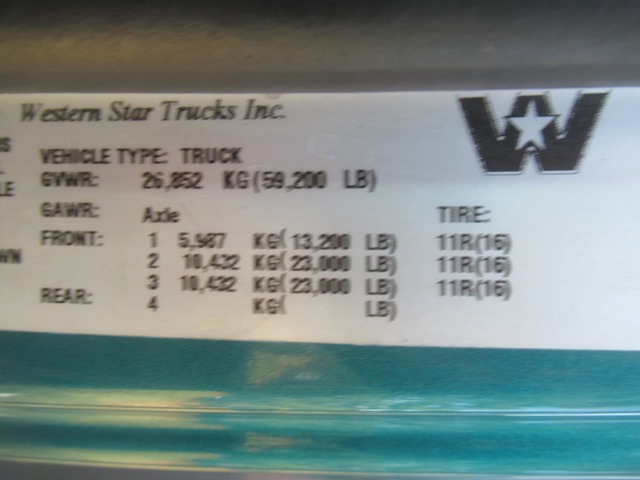 Western Star Trucks Inc.
W
VEHICLE TYPE: TRUCK
GVWR: 26,852 KG(59,200 LB)
GAWR: Axle TIRE:
FRONT: 1 5,987 KG( 13,200 LB) 11R(16)
2 10,432 KG( 23,000 LB) 11R(16)
3 10,432 KG( 23,000 LB) 11R(16)
REAR: 4 KG( LB)